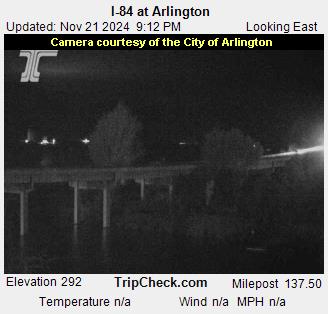 I-84 at Arlington
Updated: Nov 21 2024 9:12 PM Looking East
Camera courtesy of the City of Arlington
Elevation 292 TripCheck.com Milepost 137.50
Temperature n/a Wind n/a MPH n/a